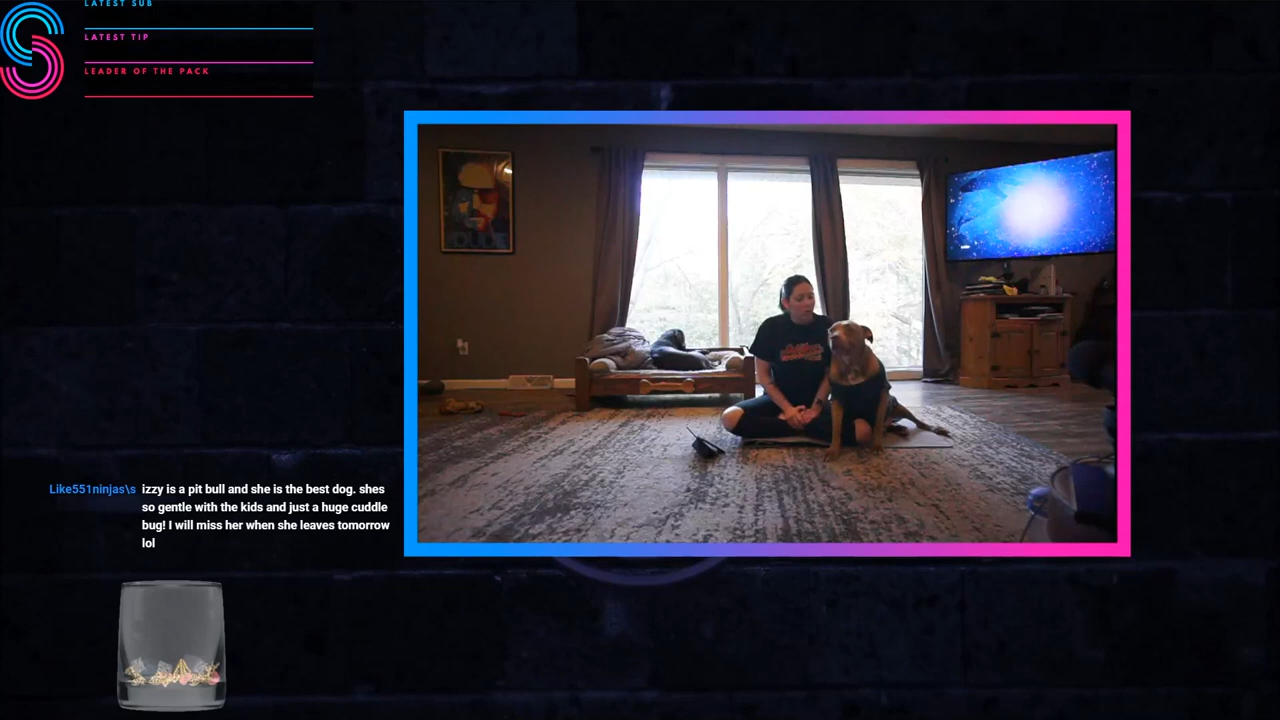 LATEST SUB
LATEST TIP
LEADER OF THE PACK
Like551ninjas\s izzy is a pit bull and she is the best dog. shes
so gentle with the kids and just a huge cuddle
bug! I will miss her when she leaves tomorrow
lol